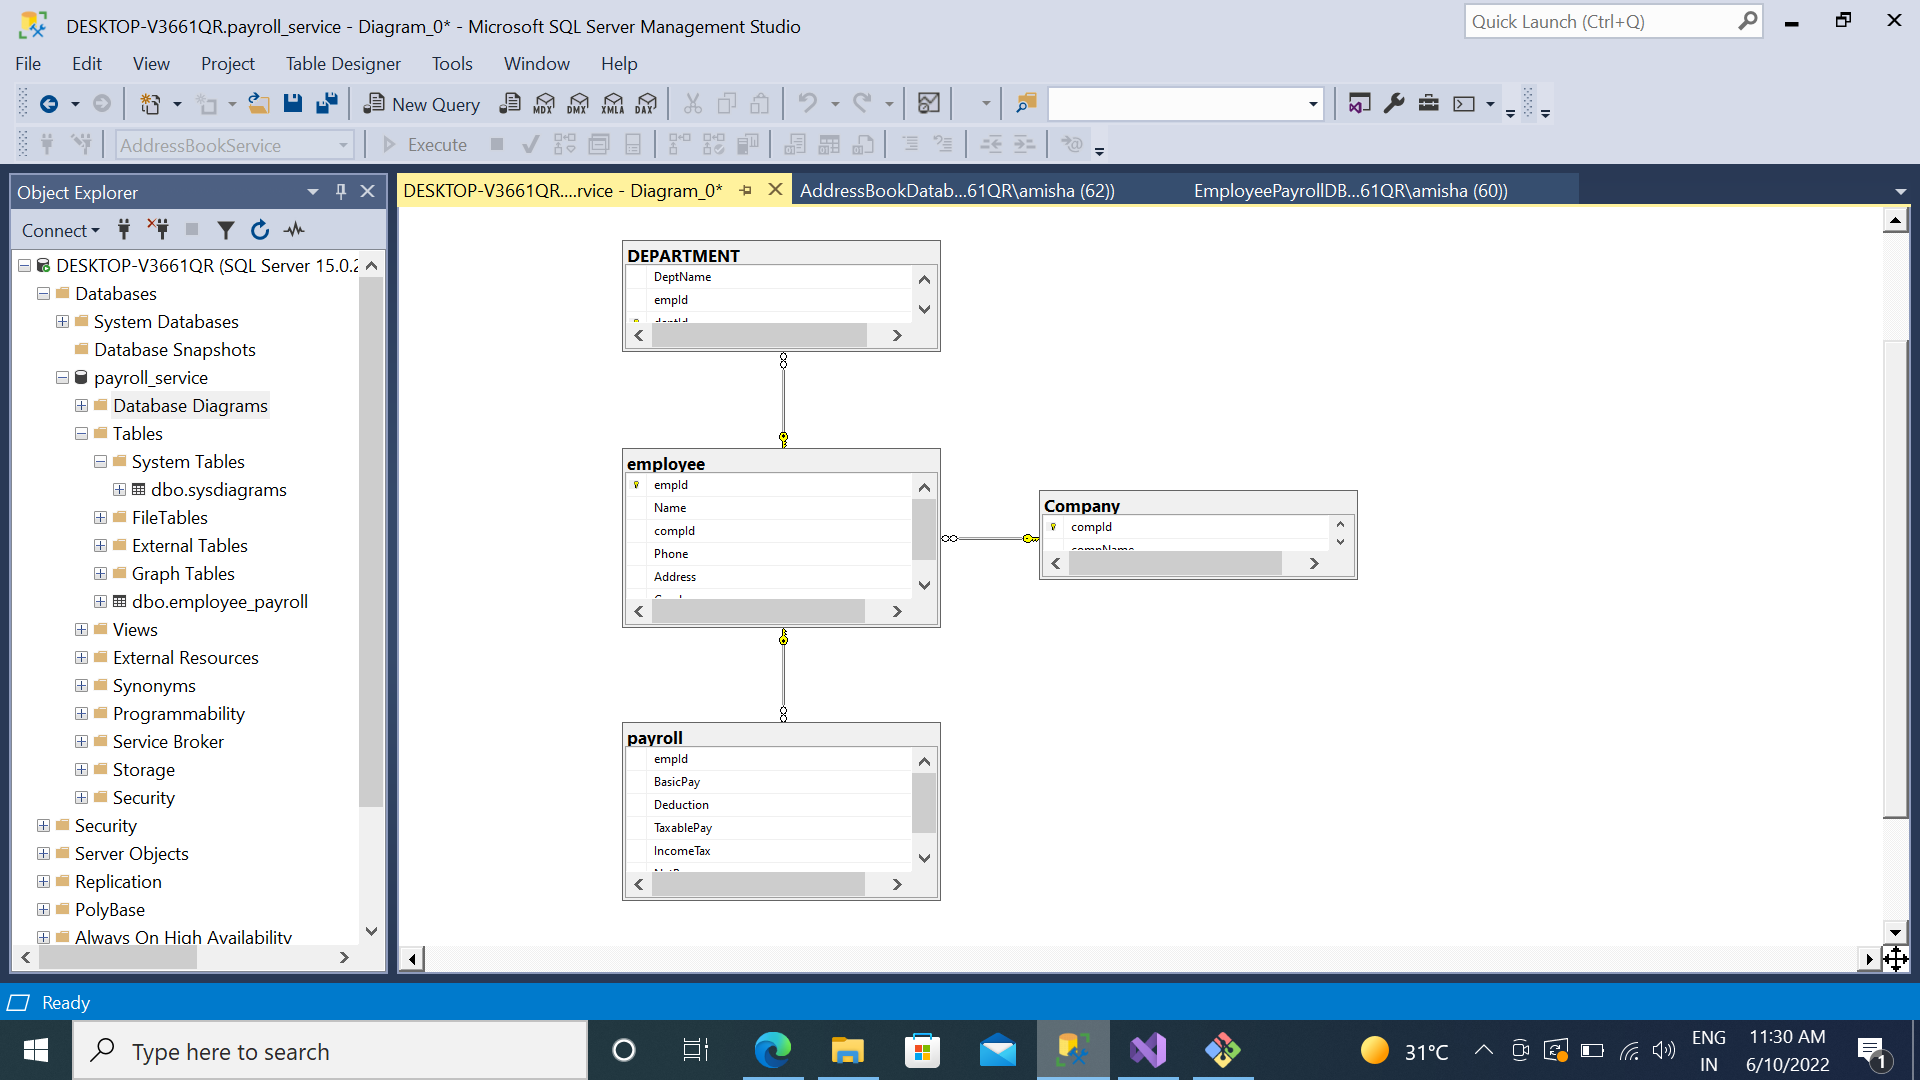 DESKTOP-V3661QR.payroll_service - Diagram_0* - Microsoft SQL Server Management Studio
Quick Launch (Ctrl+Q)
File Edit View Project Table Designer Tools Window Help
New Query MDX DMX XMLA DAX
AddressBookService Execute
Object Explorer
DESKTOP-V3661QR....rvice - Diagram_0* AddressBookDatab...61QR\amisha (62)) EmployeePayrollDB...61QR\amisha (60))
Connect
DESKTOP-V3661QR (SQL Server 15.0.2
Databases
System Databases
Database Snapshots
payroll_service
Database Diagrams
Tables
System Tables
dbo.sysdiagrams
FileTables
External Tables
Graph Tables
dbo.employee_payroll
Views
External Resources
Synonyms
Programmability
Service Broker
Storage
Security
Security
Server Objects
Replication
PolyBase
Always On High Availability
DEPARTMENT
DeptName
empId
deptId
employee
empId
Name
compId
Phone
Address
Company
compId
compName
payroll
empId
BasicPay
Deduction
TaxablePay
IncomeTax
Ready
Type here to search
31°C
ENG
IN
11:30 AM
6/10/2022
1